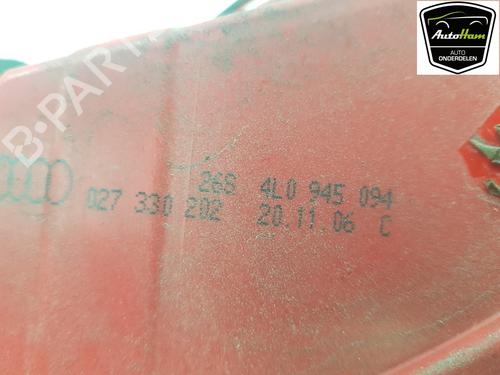 AutoHam
AUTO
ONDERDELEN
B-PARTS
26S 4L0 945 094
027 330 202 20.11.06 C